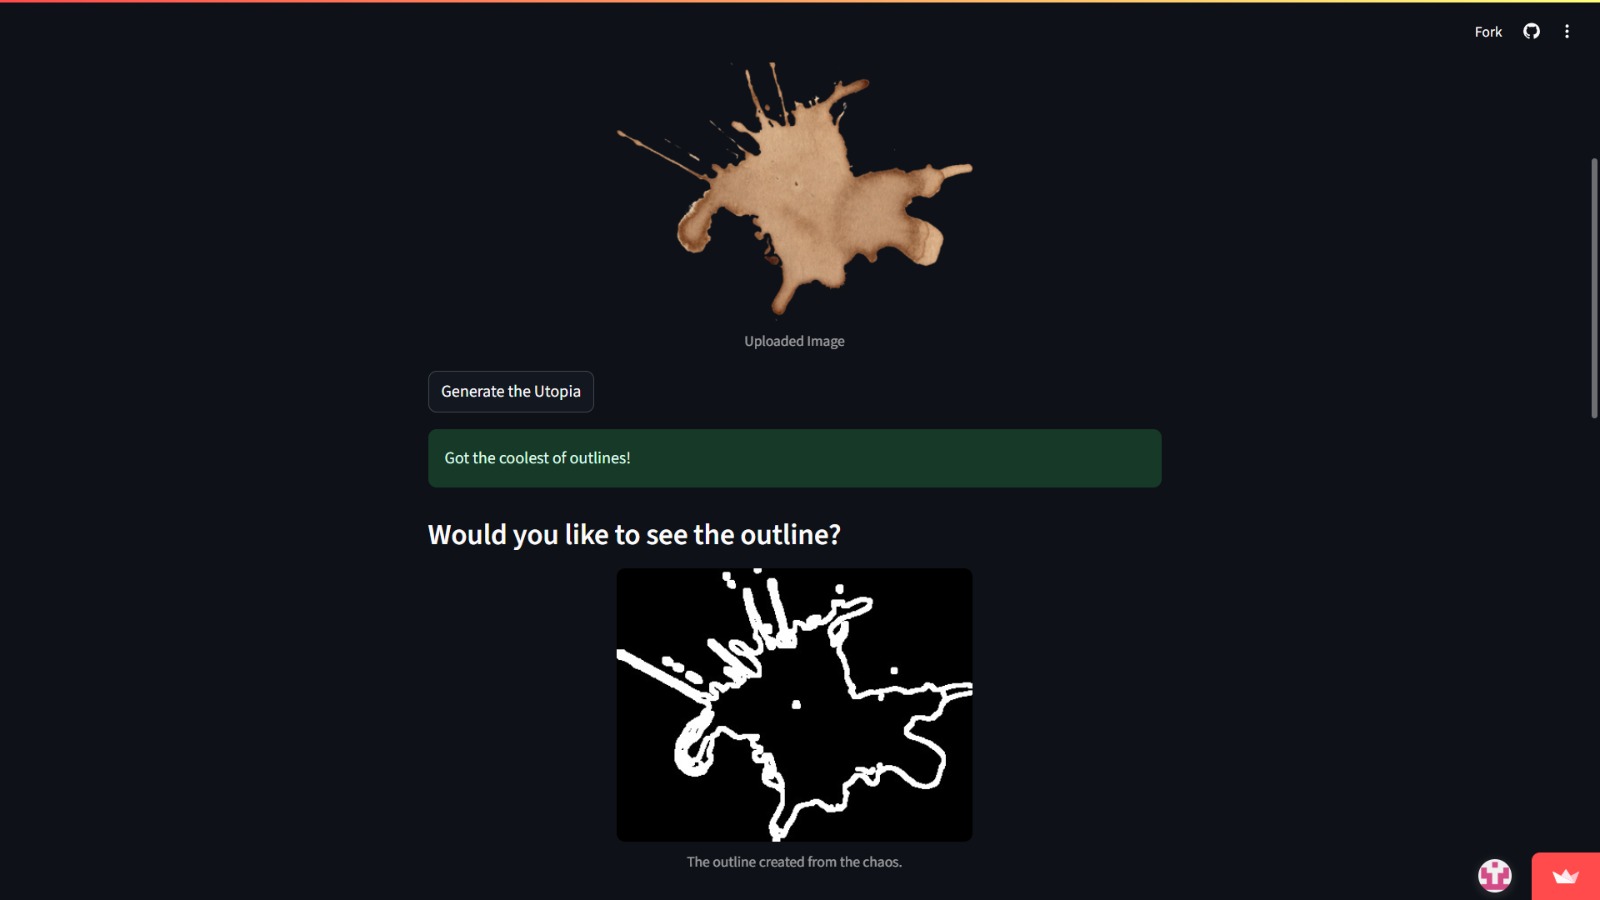 Fork
Uploaded Image
Generate the Utopia
Got the coolest of outlines!
Would you like to see the outline?
The outline created from the chaos.